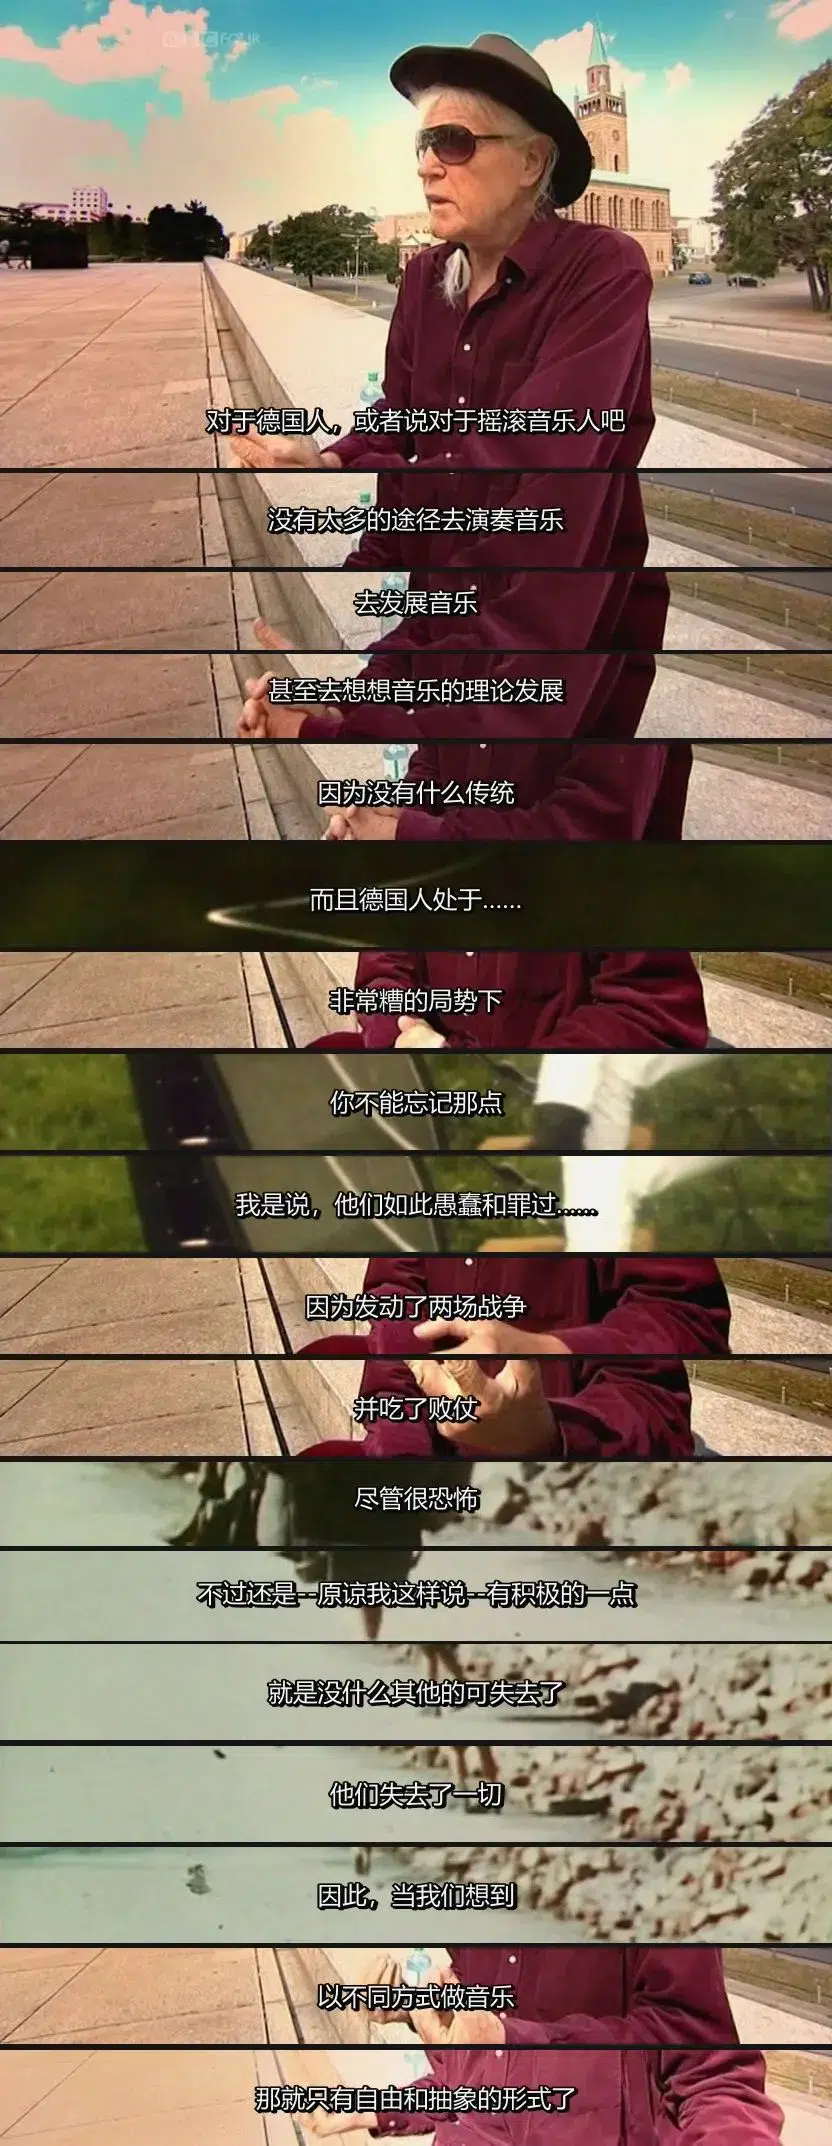 BBC FOUR
对于德国人，或者说对于摇滚音乐人吧
没有太多的途径去演奏音乐
去发展音乐
甚至去想想音乐的理论发展
因为没有什么传统
而且德国人处于……
非常糟的局势下
你不能忘记那点
我是说，他们如此愚蠢和罪过……
因为发动了两场战争
并吃了败仗
尽管很恐怖
不过还是--原谅我这样说--有积极的一点
就是没什么其他的可失去了
他们失去了一切
因此，当我们想到
以不同方式做音乐
那就只有自由和抽象的形式了